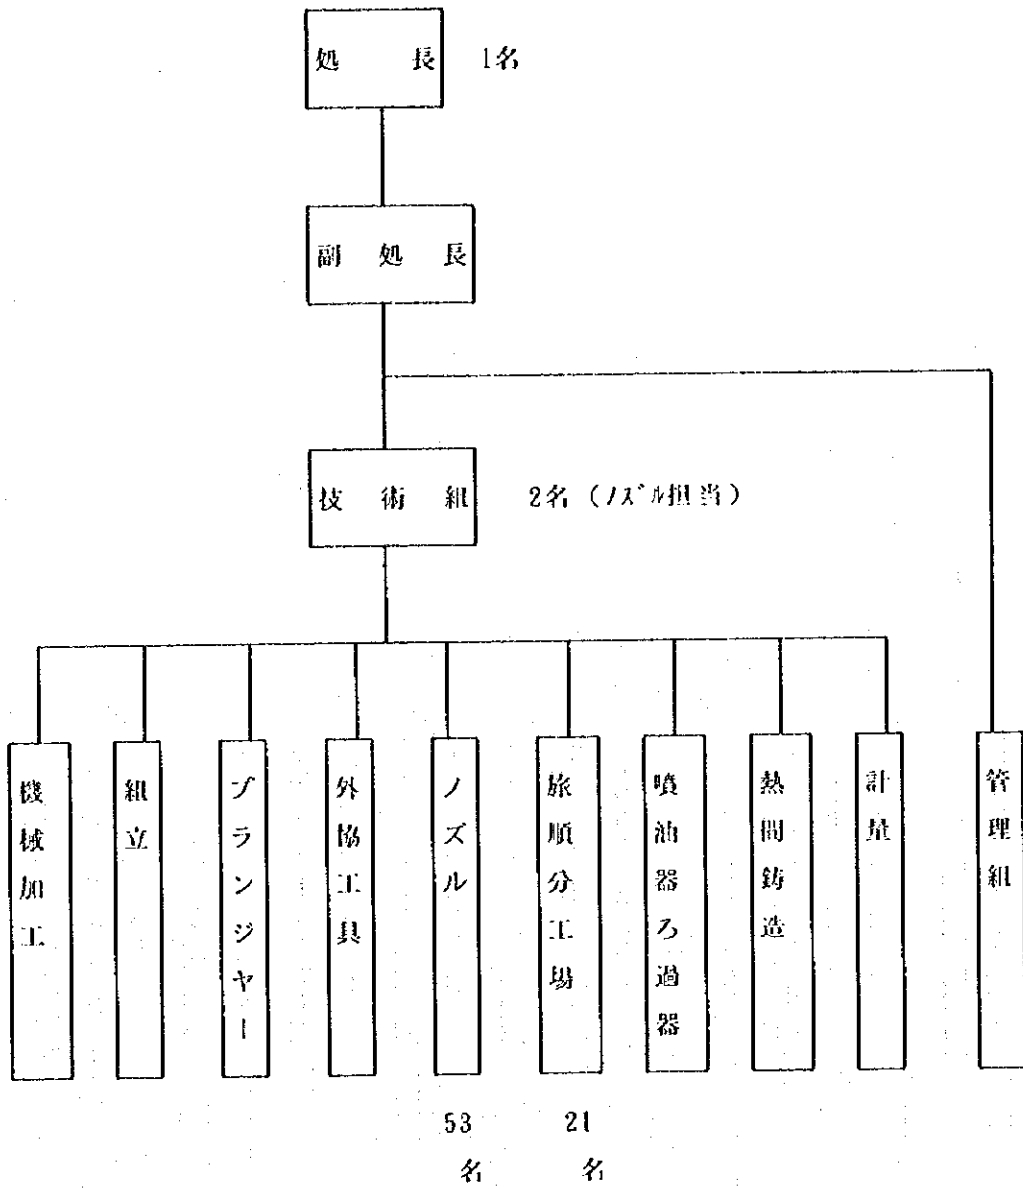 処長 1名
副処長
技術組 2名(ノズル担当)
機械加工
組立
プランジヤー
外協工具
ノズル
旅順分工場
噴油器ろ過器
熱間鋳造
計量
管理組
53名
21名